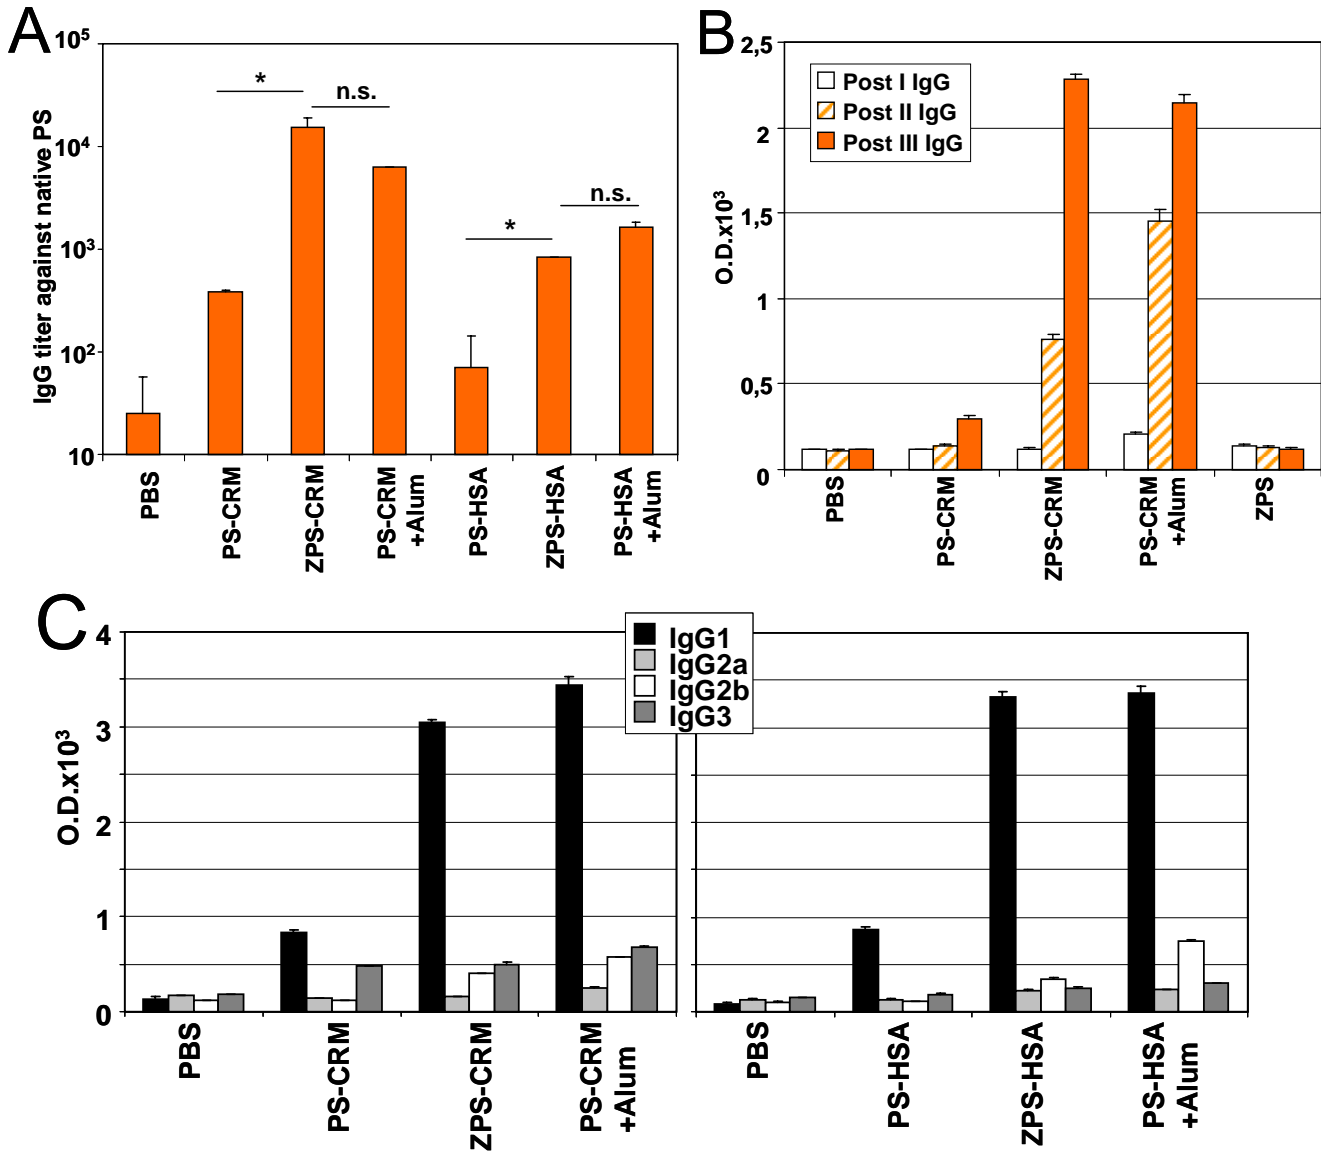 A
IgG titer against native PS
10⁵
10⁴
10³
10²
10
*
n.s.
*
n.s.
PBS
PS-CRM
ZPS-CRM
PS-CRM
+Alum
PS-HSA
ZPS-HSA
PS-HSA
+Alum
B
O.D.x10³
2,5
2
1,5
1
0,5
0
Post I IgG
Post II IgG
Post III IgG
PBS
PS-CRM
ZPS-CRM
PS-CRM
+Alum
ZPS
C
O.D.x10³
4
3
2
1
0
IgG1
IgG2a
IgG2b
IgG3
PBS
PS-CRM
ZPS-CRM
PS-CRM
+Alum
PBS
PS-HSA
ZPS-HSA
PS-HSA
+Alum